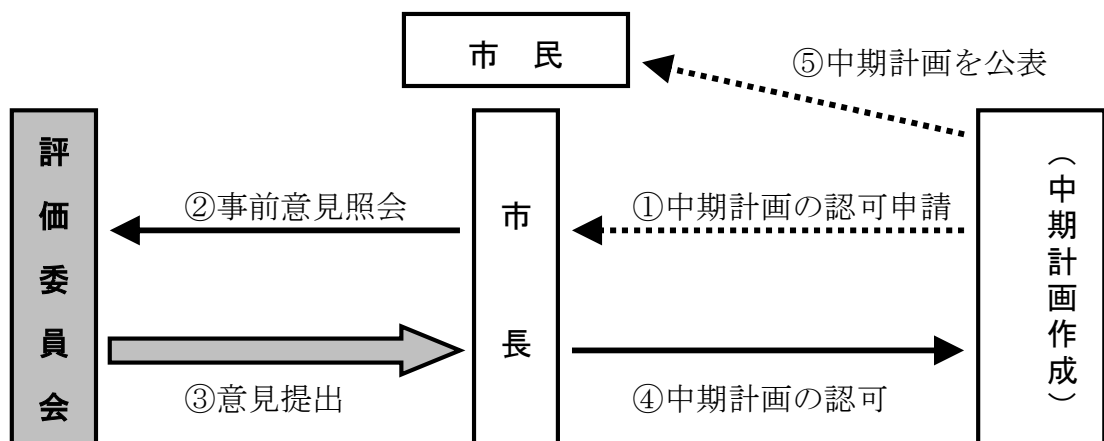 市 民
⑤中期計画を公表
評価委員会
②事前意見照会
市長
①中期計画の認可申請
（中期計画作成）
③意見提出
④中期計画の認可